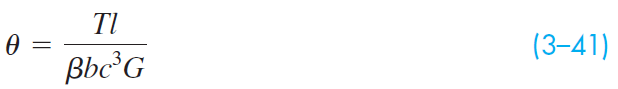 θ = Tl / βbc³G (3–41)